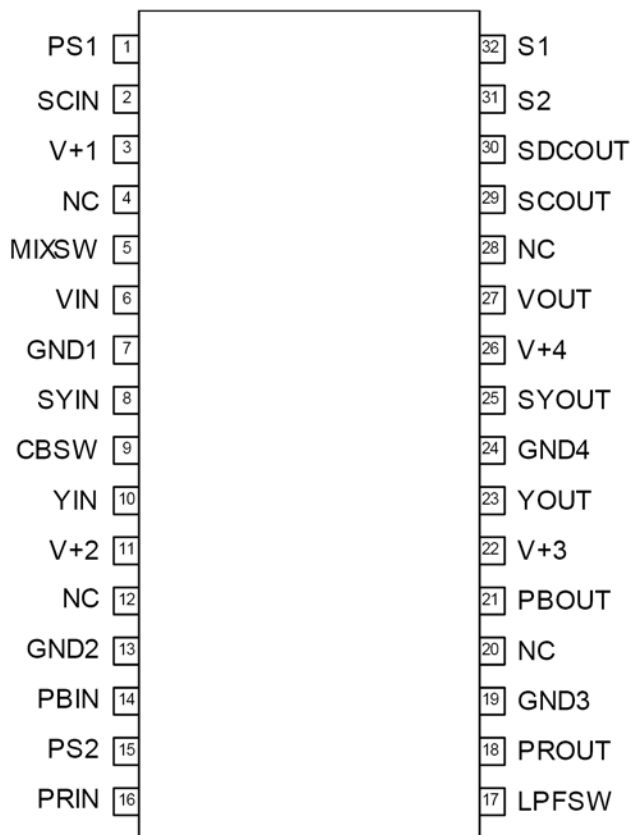 PS1 1 32 S1
SCIN 2 31 S2
V+1 3 30 SDCOUT
NC 4 29 SCOUT
MIXSW 5 28 NC
VIN 6 27 VOUT
GND1 7 26 V+4
SYIN 8 25 SYOUT
CBSW 9 24 GND4
YIN 10 23 YOUT
V+2 11 22 V+3
NC 12 21 PBOUT
GND2 13 20 NC
PBIN 14 19 GND3
PS2 15 18 PROUT
PRIN 16 17 LPFSW